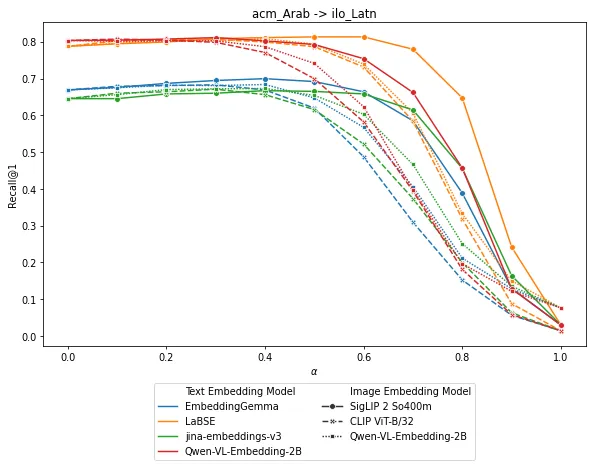 acm_Arab -> ilo_Latn
Recall@1
0.8
0.7
0.6
0.5
0.4
0.3
0.2
0.1
0.0
0.0 0.2 0.4 0.6 0.8 1.0
α
Text Embedding Model
EmbeddingGemma
LaBSE
jina-embeddings-v3
Qwen-VL-Embedding-2B
Image Embedding Model
SigLIP 2 So400m
CLIP ViT-B/32
Qwen-VL-Embedding-2B